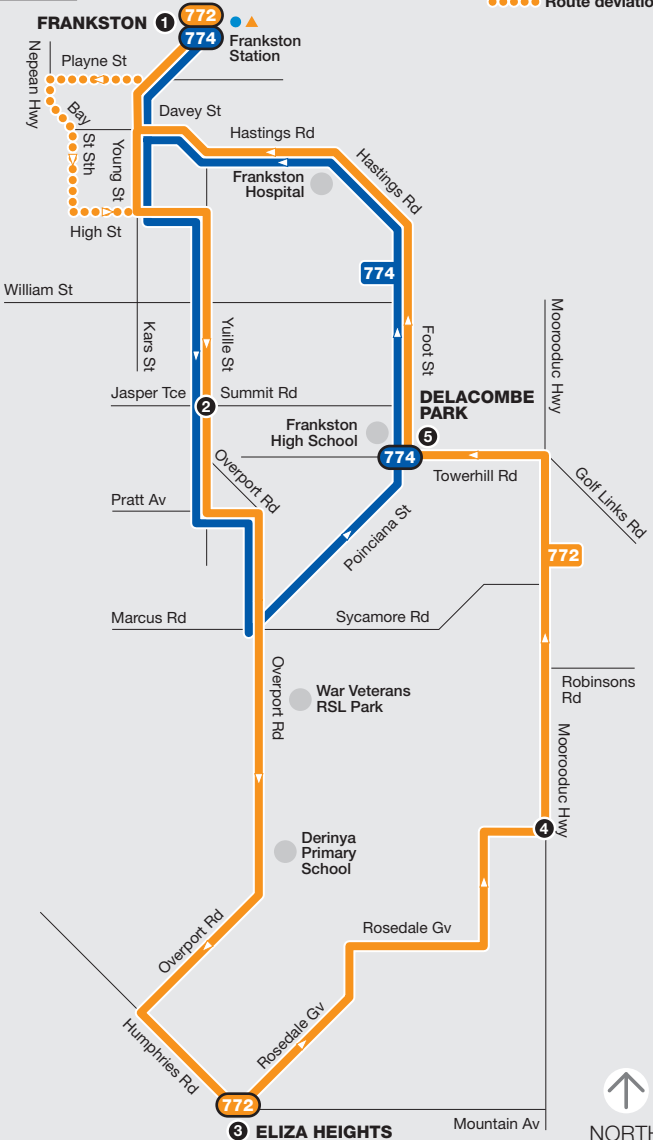 Route deviatio
772
FRANKSTON 1
774
Frankston
Station
Nepean Hwy
Playne St
Bay
St Sth
Davey St
Young St
Hastings Rd
Hastings Rd
Frankston
Hospital
High St
774
William St
Kars St
Yuille St
Foot St
Moorooduc Hwy
Jasper Tce
2
Summit Rd
DELACOMBE
PARK
5
Frankston
High School
774
Towerhill Rd
Golf Links Rd
Overport Rd
Pratt Av
Poinciana St
772
Marcus Rd
Sycamore Rd
Overport Rd
War Veterans
RSL Park
Robinsons
Rd
Moorooduc Hwy
4
Derinya
Primary
School
Overport Rd
Rosedale Gv
Humphries Rd
Rosedale Gv
772
3 ELIZA HEIGHTS
Mountain Av
NORTH